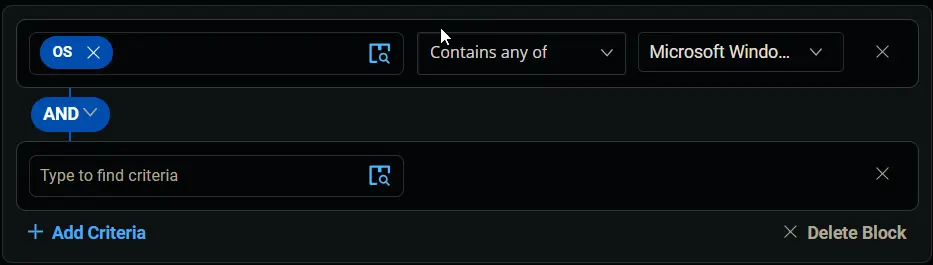 OS Contains any of Microsoft Windo...
AND
Type to find criteria
+ Add Criteria Delete Block